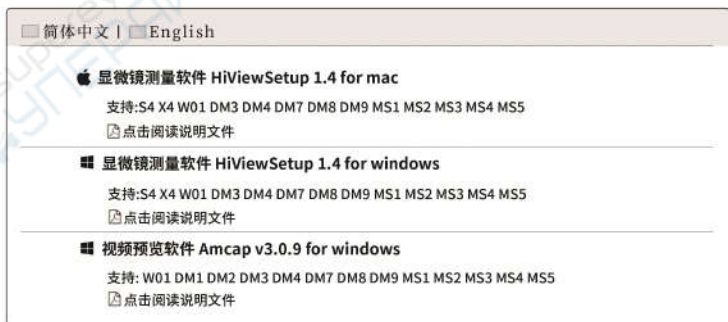 简体中文 | English
显微镜测量软件 HiViewSetup 1.4 for mac
支持:S4 X4 W01 DM3 DM4 DM7 DM8 DM9 MS1 MS2 MS3 MS4 MS5
点击阅读说明文件
显微镜测量软件 HiViewSetup 1.4 for windows
支持:S4 X4 W01 DM3 DM4 DM7 DM8 DM9 MS1 MS2 MS3 MS4 MS5
点击阅读说明文件
视频预览软件 Amcap v3.0.9 for windows
支持: W01 DM1 DM2 DM3 DM4 DM7 DM8 DM9 MS1 MS2 MS3 MS4 MS5
点击阅读说明文件